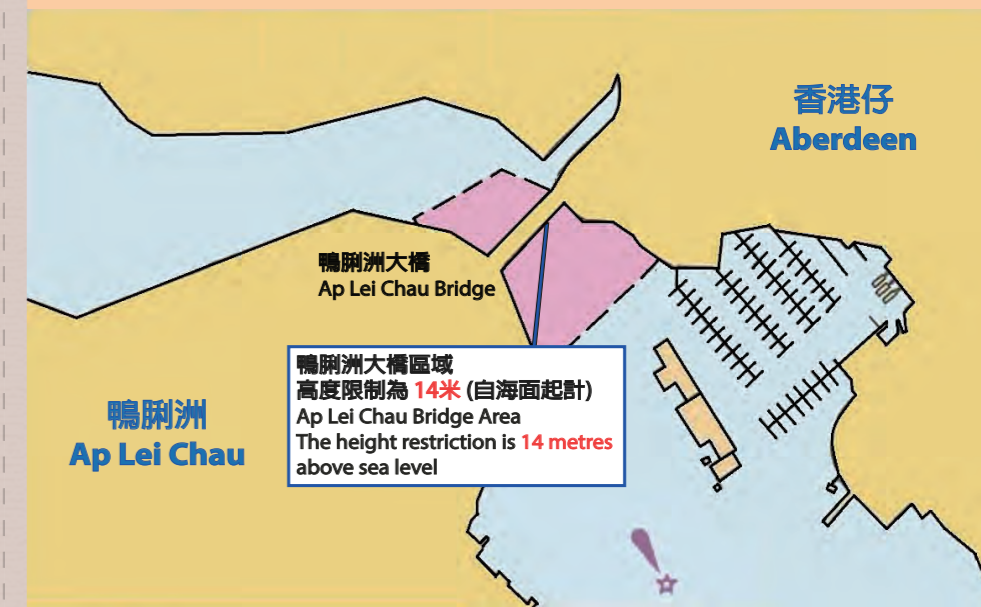 香港仔
Aberdeen
鴨脷洲大橋
Ap Lei Chau Bridge
鴨脷洲大橋區域
高度限制為 14米 (自海面起計)
Ap Lei Chau Bridge Area
The height restriction is 14 metres
above sea level
鴨脷洲
Ap Lei Chau